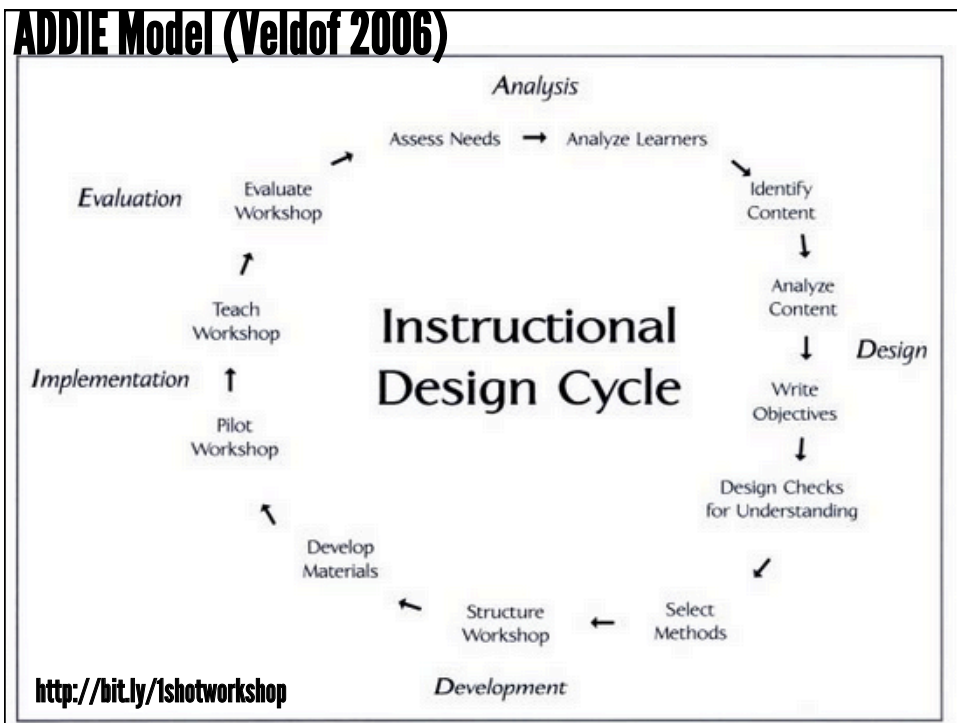 ADDIE Model (Veldof 2006)
Analysis
Assess Needs → Analyze Learners
Identify
Content
Analyze
Content
Design
Write
Objectives
Design Checks
for Understanding
Select
Methods
Structure
Workshop
Development
Develop
Materials
Pilot
Workshop
Implementation
Teach
Workshop
Evaluate
Workshop
Evaluation
Instructional
Design Cycle
http://bit.ly/1shotworkshop